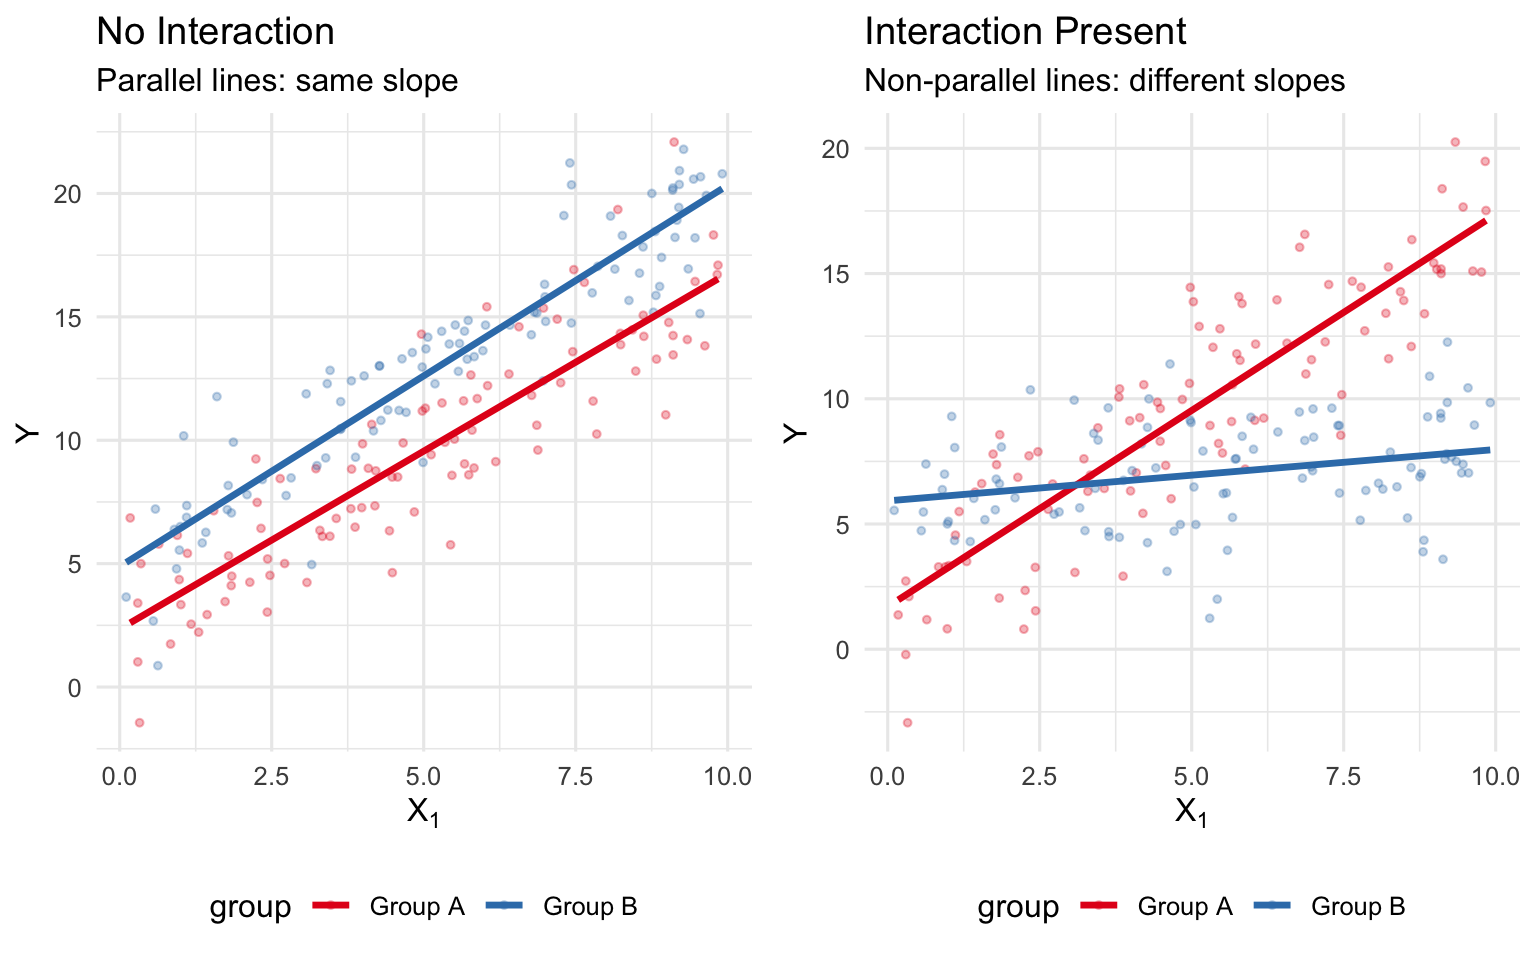 No Interaction
Parallel lines: same slope
Y
20
15
10
5
0
0.0 2.5 5.0 7.5 10.0
X1
group Group A Group B
Interaction Present
Non-parallel lines: different slopes
Y
20
15
10
5
0
0.0 2.5 5.0 7.5 10.0
X1
group Group A Group B